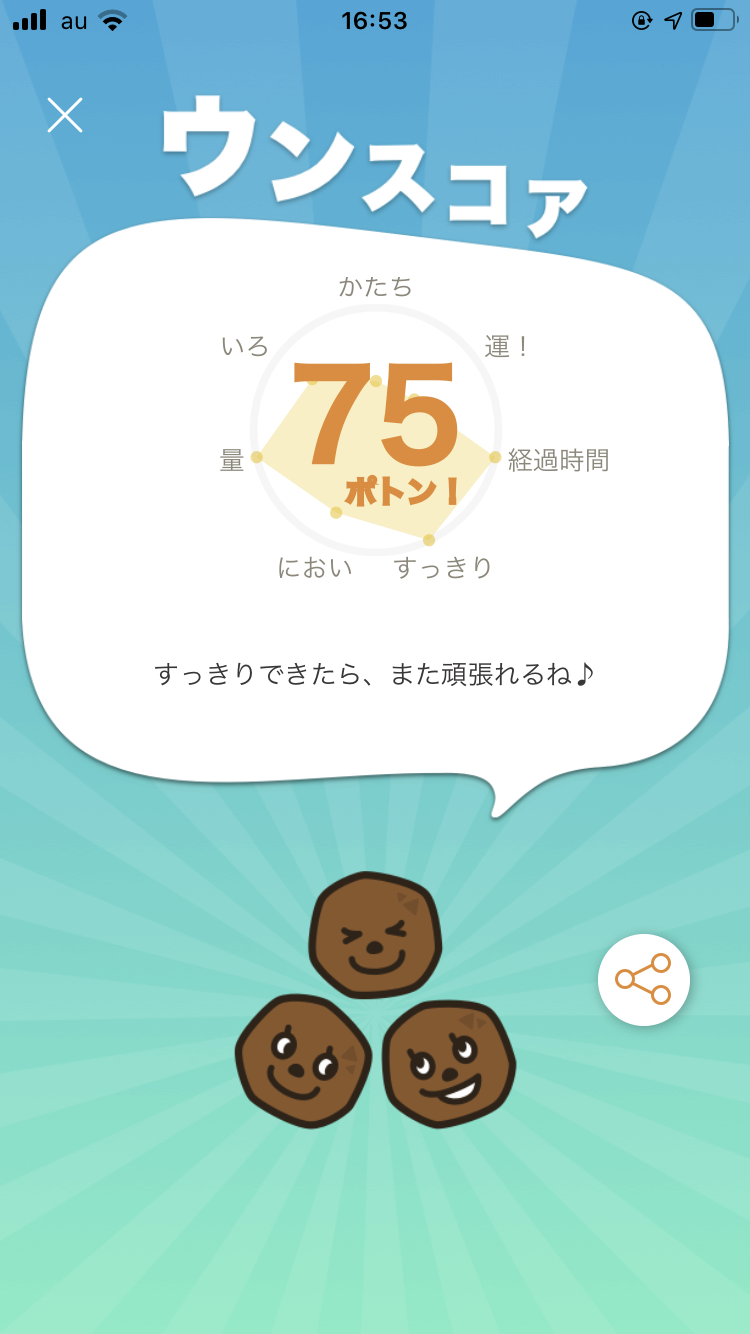 au
16:53
ウンスコァ
かたち
いろ
運！
75
量
経過時間
ポトン！
におい
すっきり
すっきりできたら、また頑張れるね♪